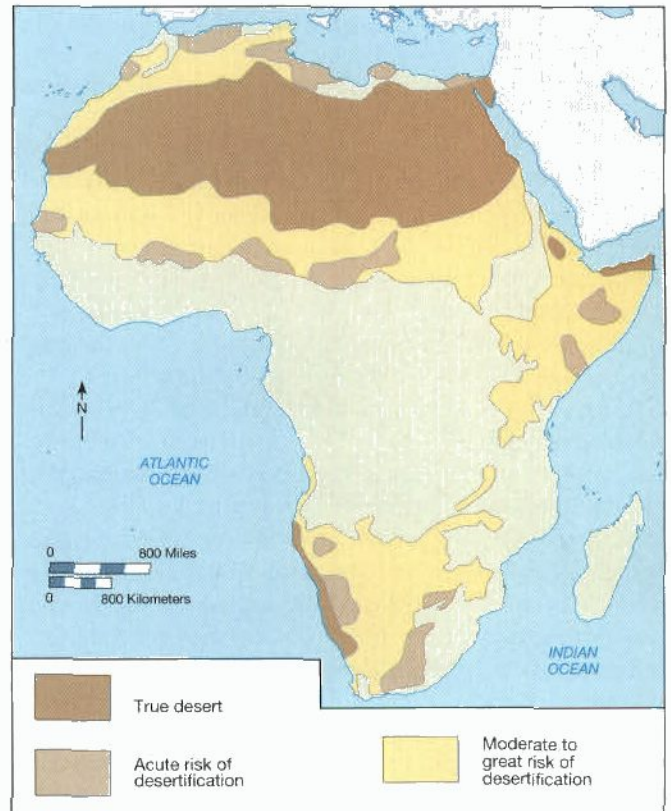 N
ATLANTIC
OCEAN
0 800 Miles
0 800 Kilometers
INDIAN
OCEAN
True desert
Acute risk of
desertification
Moderate to
great risk of
desertification